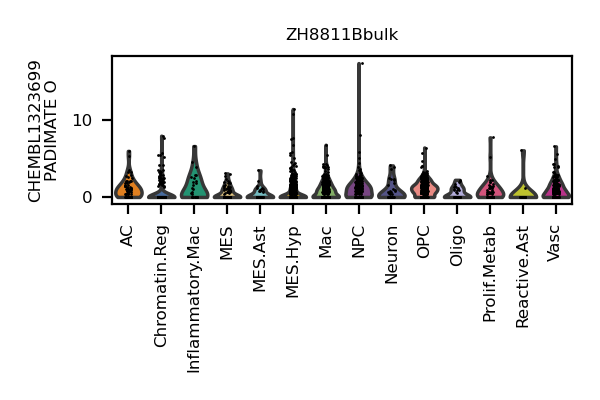 ZH8811Bbulk
CHEMBL1323699
PADIMATE O
10
0
AC
Chromatin.Reg
Inflammatory.Mac
MES
MES.Ast
MES.Hyp
Mac
NPC
Neuron
OPC
Oligo
Prolif.Metab
Reactive.Ast
Vasc